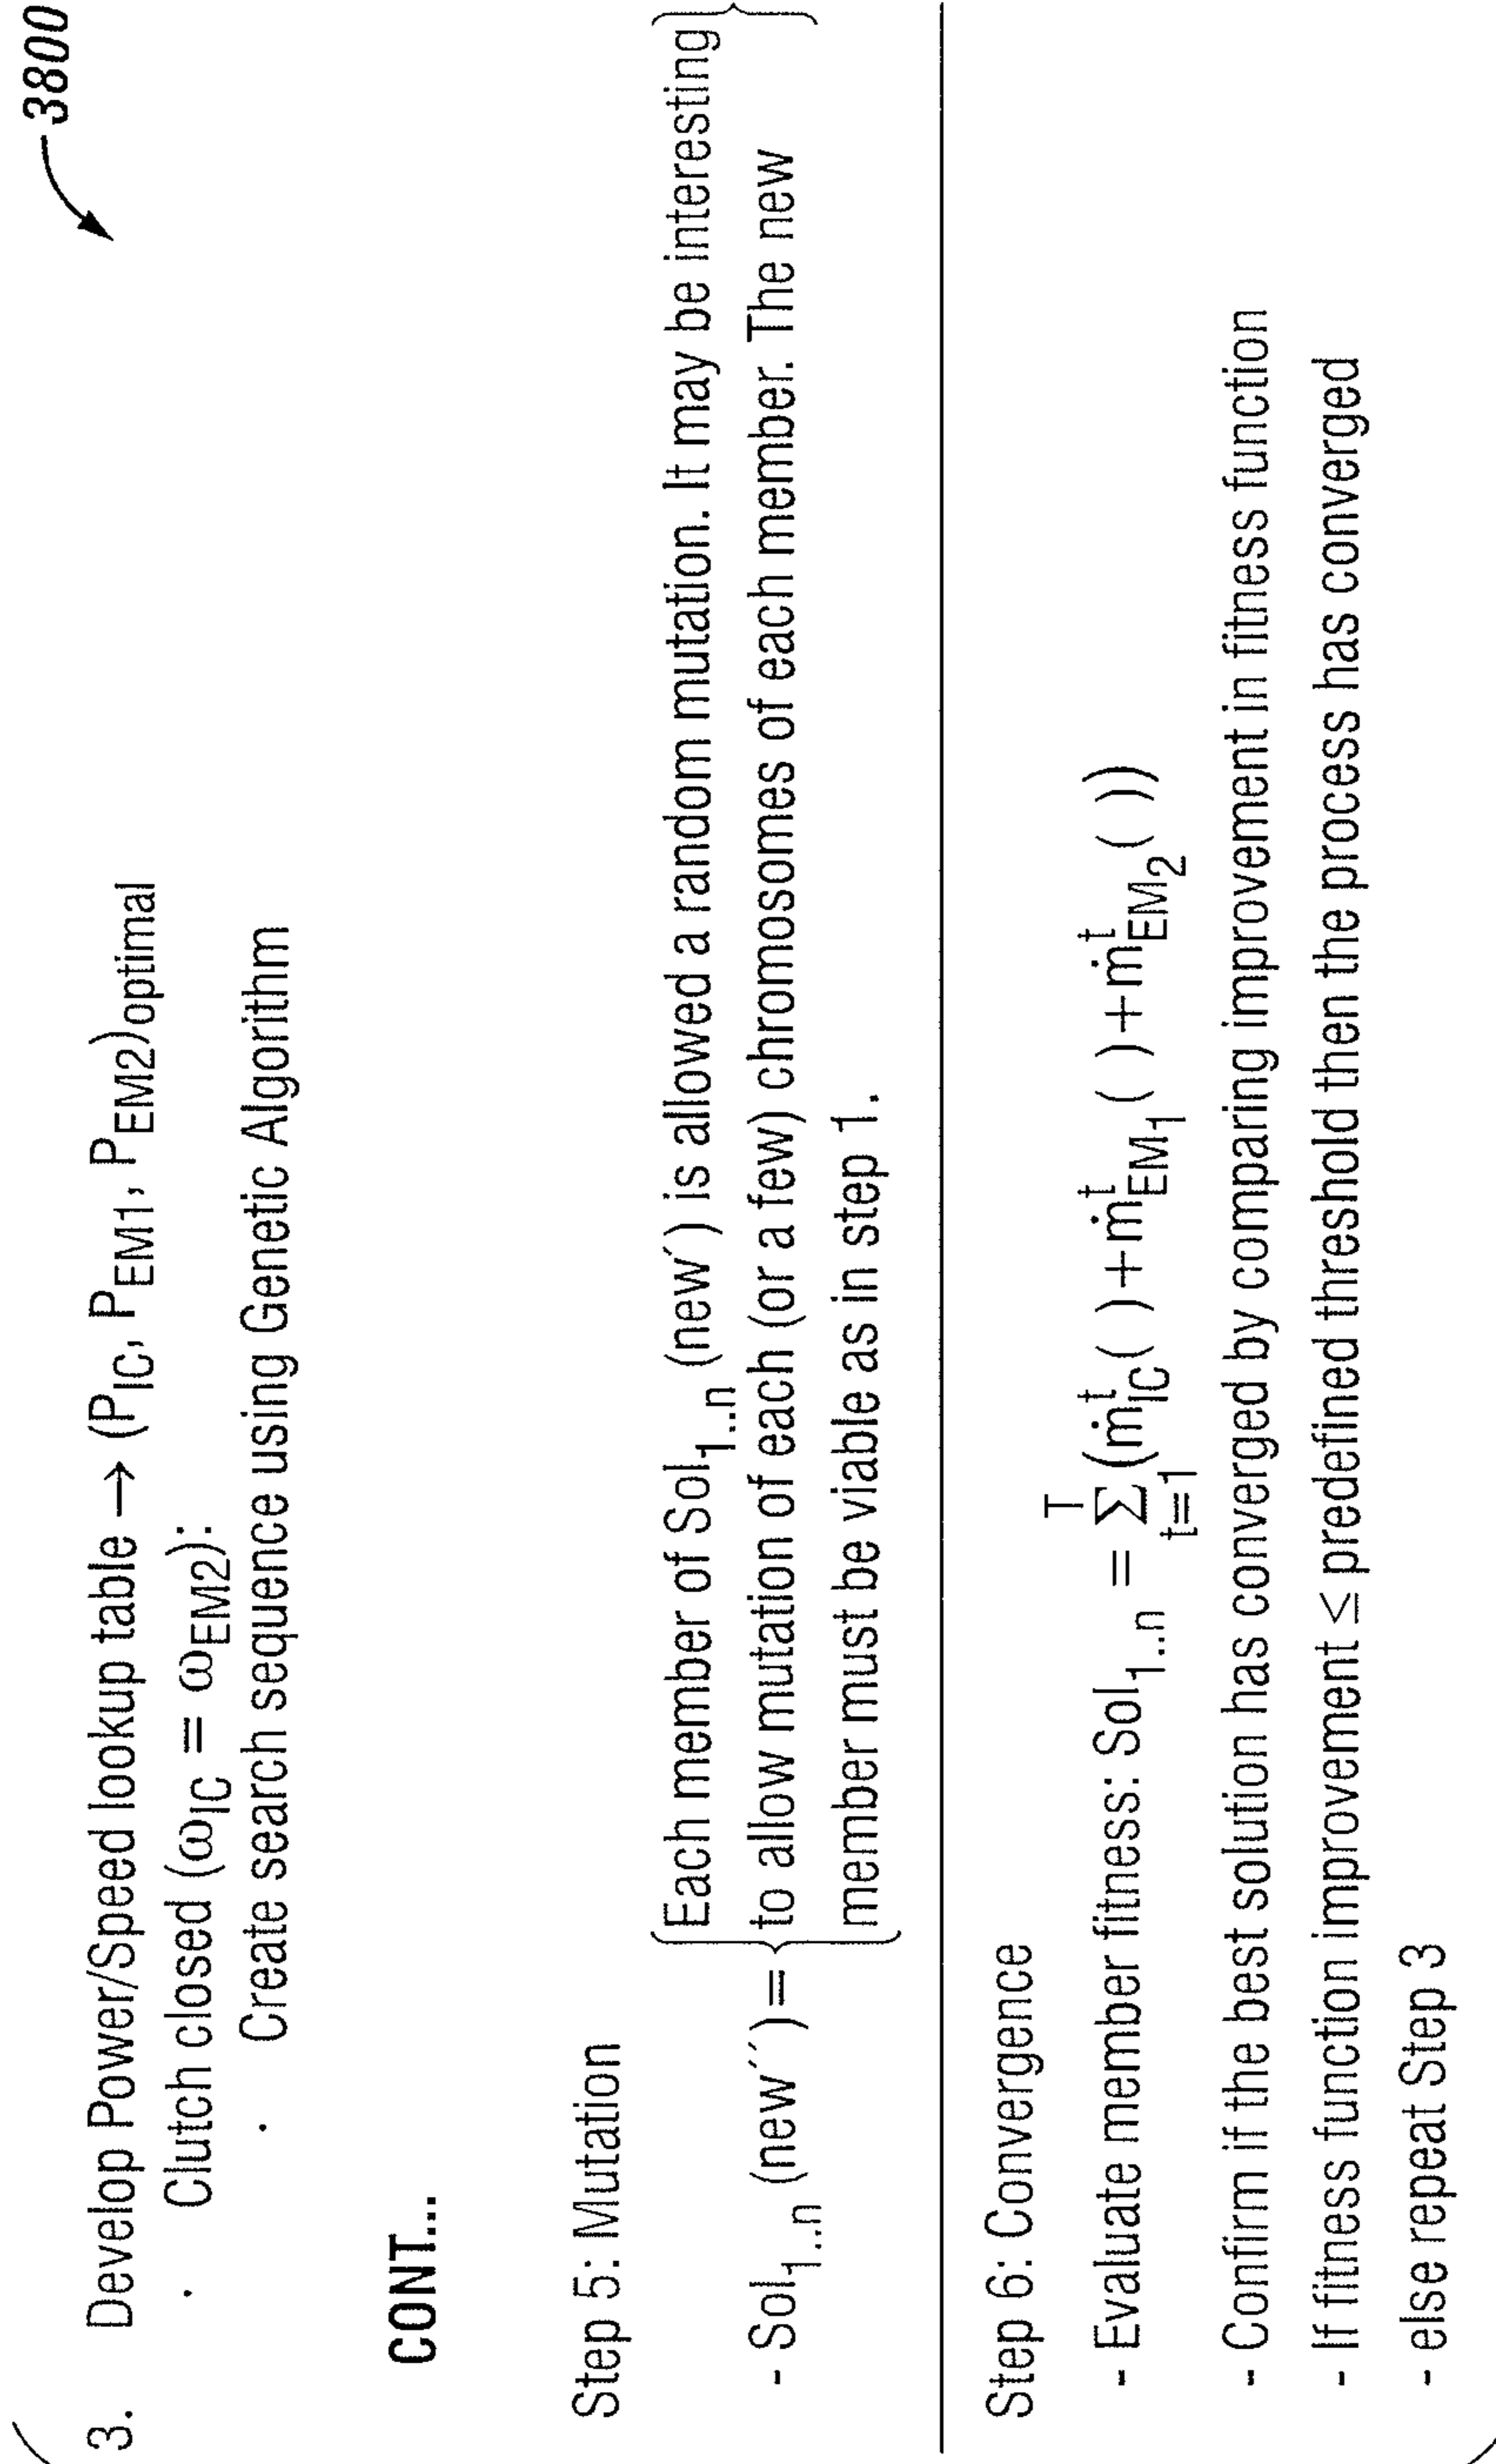 3800
3. Develop Power/Speed lookup table → (P_IC, P_EM1, P_EM2)optimal
· Clutch closed (ω_IC = ω_EM2):
· Create search sequence using Genetic Algorithm
CONT...
Step 5: Mutation
Each member of Sol_1..n (new´) is allowed a random mutation. It may be interesting
- Sol_1..n (new´´) = to allow mutation of each (or a few) chromosomes of each member. The new
member must be viable as in step 1.
Step 6: Convergence
- Evaluate member fitness: Sol_1..n = Σ_{t=1}^{T} (ṁ^t_IC ( ) + ṁ^t_EM_1 ( ) + ṁ^t_EM_2 ( ))
- Confirm if the best solution has converged by comparing improvement in fitness function
- If fitness function improvement ≤ predefined threshold then the process has converged
- else repeat Step 3